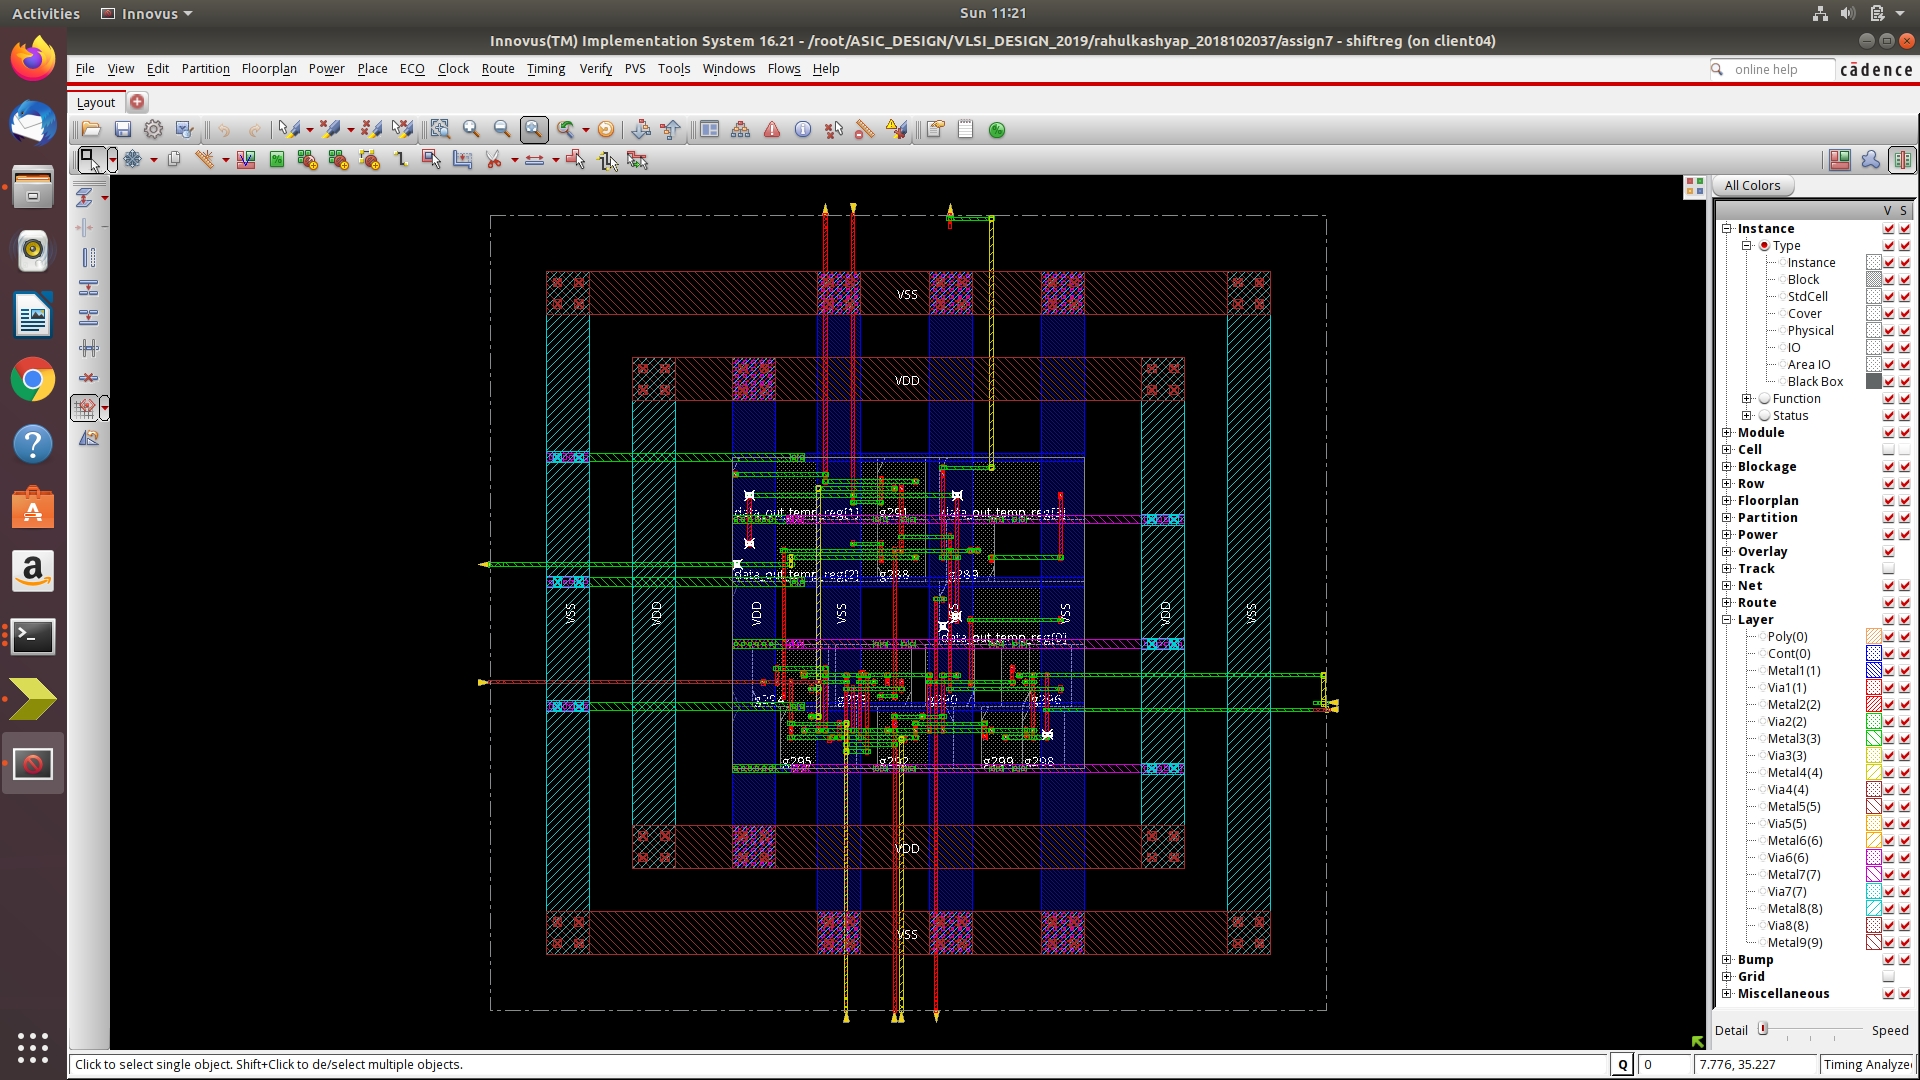 Activities
Innovus
Sun 11:21
Innovus(TM) Implementation System 16.21 - /root/ASIC_DESIGN/VLSI_DESIGN_2019/rahulkashyap_2018102037/assign7 - shiftreg (on client04)
File View Edit Partition Floorplan Power Place ECO Clock Route Timing Verify PVS Tools Windows Flows Help
online help
cādence
Layout
All Colors
V S
Instance
Type
Instance
Block
StdCell
Cover
Physical
IO
Area IO
Black Box
Function
Status
Module
Cell
Blockage
Row
Floorplan
Partition
Power
Overlay
Track
Net
Route
Layer
Poly(0)
Cont(0)
Metal1(1)
Via1(1)
Metal2(2)
Via2(2)
Metal3(3)
Via3(3)
Metal4(4)
Via4(4)
Metal5(5)
Via5(5)
Metal6(6)
Via6(6)
Metal7(7)
Via7(7)
Metal8(8)
Via8(8)
Metal9(9)
Bump
Grid
Miscellaneous
Detail Speed
VSS
VDD
data_out_temp_reg[1] g291 data_out_temp_reg[3]
data_out_temp_reg[2] g288 g289
VSS VDD VDD VSS VSS VSS VDD VSS
data_out_temp_reg[0]
g290 g296
g295 g292 g299 g298
VDD
VSS
Click to select single object. Shift+Click to de/select multiple objects.
Q 0 7.776, 35.227 Timing Analyze